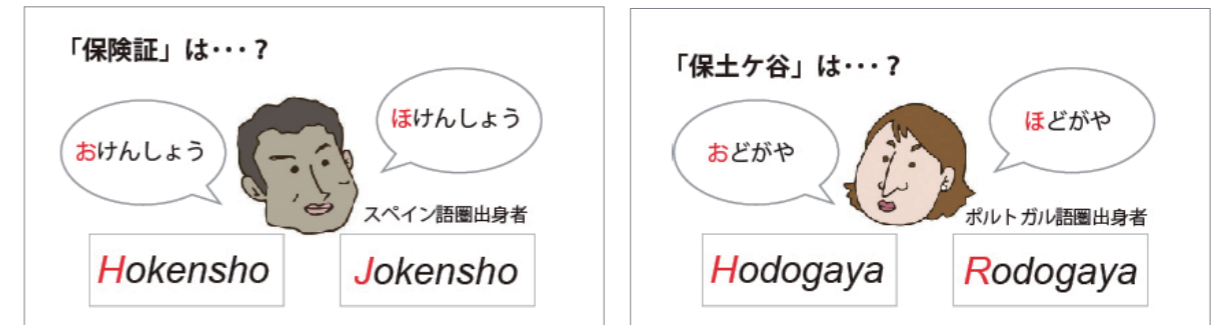 「保険証」は･･･？
おけんしょう
ほけんしょう
スペイン語圏出身者
Hokensho
Jokensho
「保土ケ谷」は･･･？
おどがや
ほどがや
ポルトガル語圏出身者
Hodogaya
Rodogaya